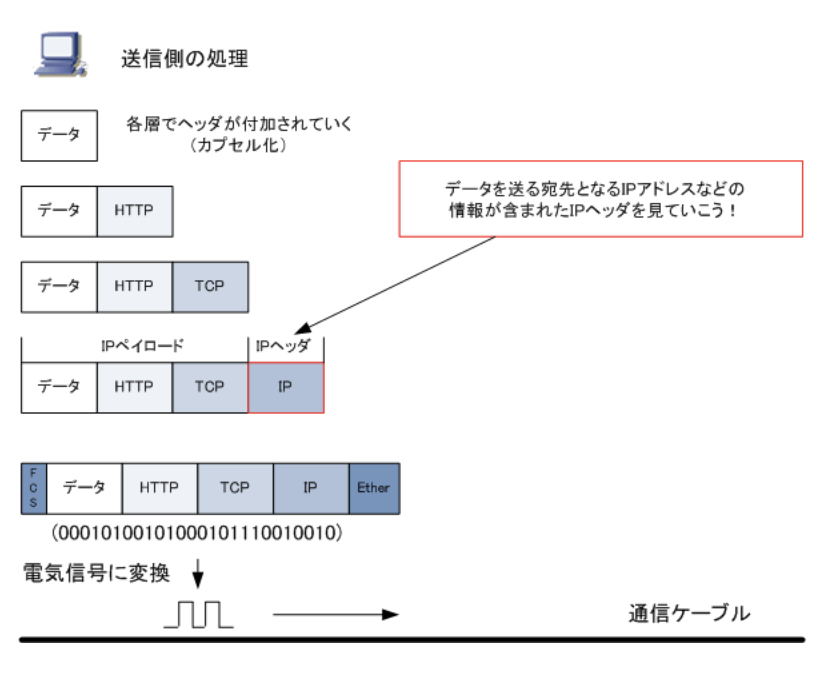 送信側の処理
データ
各層でヘッダが付加されていく
（カプセル化）
データ HTTP
データを送る宛先となるIPアドレスなどの
情報が含まれたIPヘッダを見ていこう！
データ HTTP TCP
IPペイロード IPヘッダ
データ HTTP TCP IP
FCS データ HTTP TCP IP Ether
(0001010010100010111001 0010)
電気信号に変換
通信ケーブル